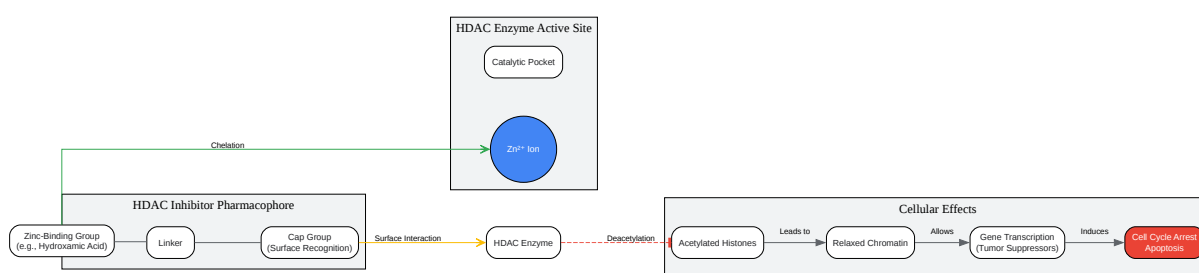 HDAC Enzyme Active Site
Catalytic Pocket
Zn²⁺ Ion
Chelation
HDAC Inhibitor Pharmacophore
Zinc-Binding Group
(e.g., Hydroxamic Acid)
Linker
Cap Group
(Surface Recognition)
Surface Interaction
HDAC Enzyme
Deacetylation
Cellular Effects
Acetylated Histones
Leads to
Relaxed Chromatin
Allows
Gene Transcription
(Tumor Suppressors)
Induces
Cell Cycle Arrest
Apoptosis